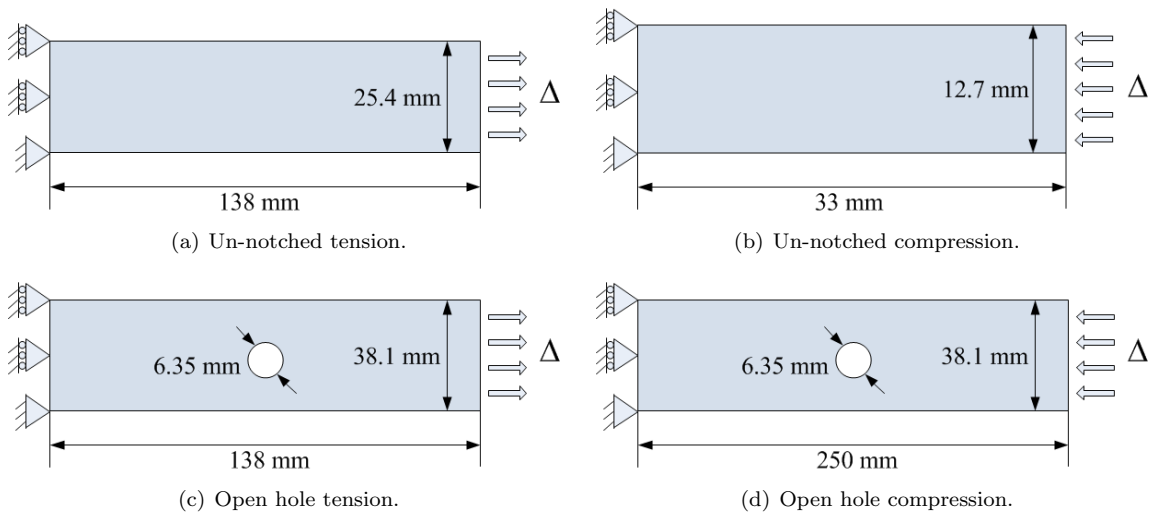 25.4 mm
Δ
138 mm
(a) Un-notched tension.
12.7 mm
Δ
33 mm
(b) Un-notched compression.
6.35 mm
38.1 mm
Δ
138 mm
(c) Open hole tension.
6.35 mm
38.1 mm
Δ
250 mm
(d) Open hole compression.